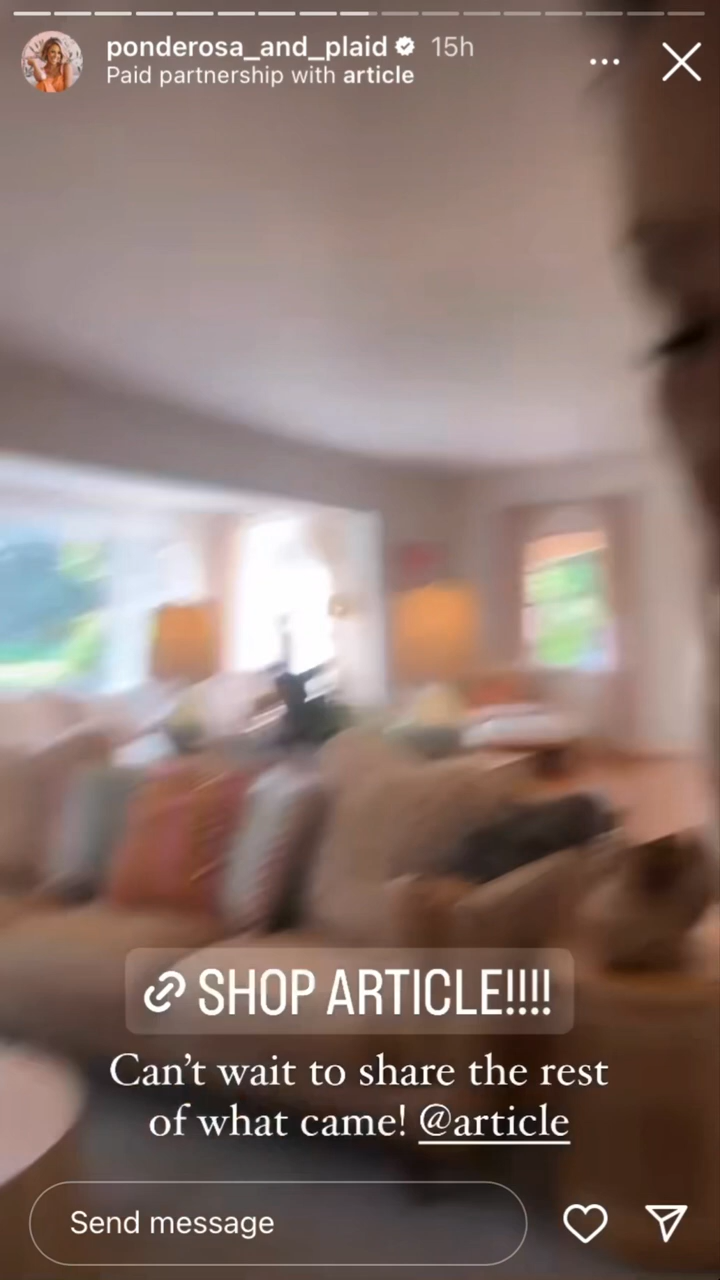 ponderosa_and_plaid 15h
Paid partnership with article
SHOP ARTICLE!!!!
Can't wait to share the rest
of what came! @article
Send message